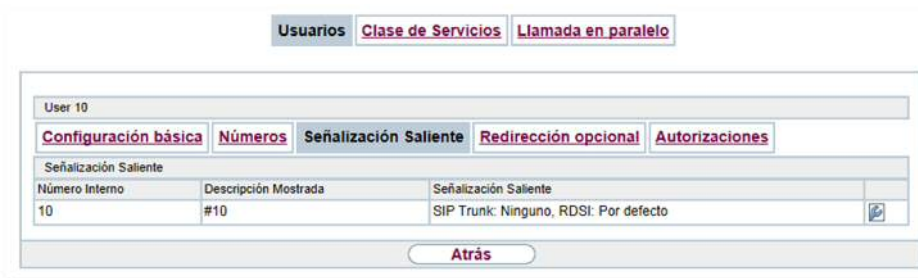 Usuarios Clase de Servicios Llamada en paralelo
User 10
Configuración básica Números Señalización Saliente Redirección opcional Autorizaciones
Señalización Saliente
Número Interno Descripción Mostrada Señalización Saliente
10 #10 SIP Trunk: Ninguno, RDSI: Por defecto
Atrás